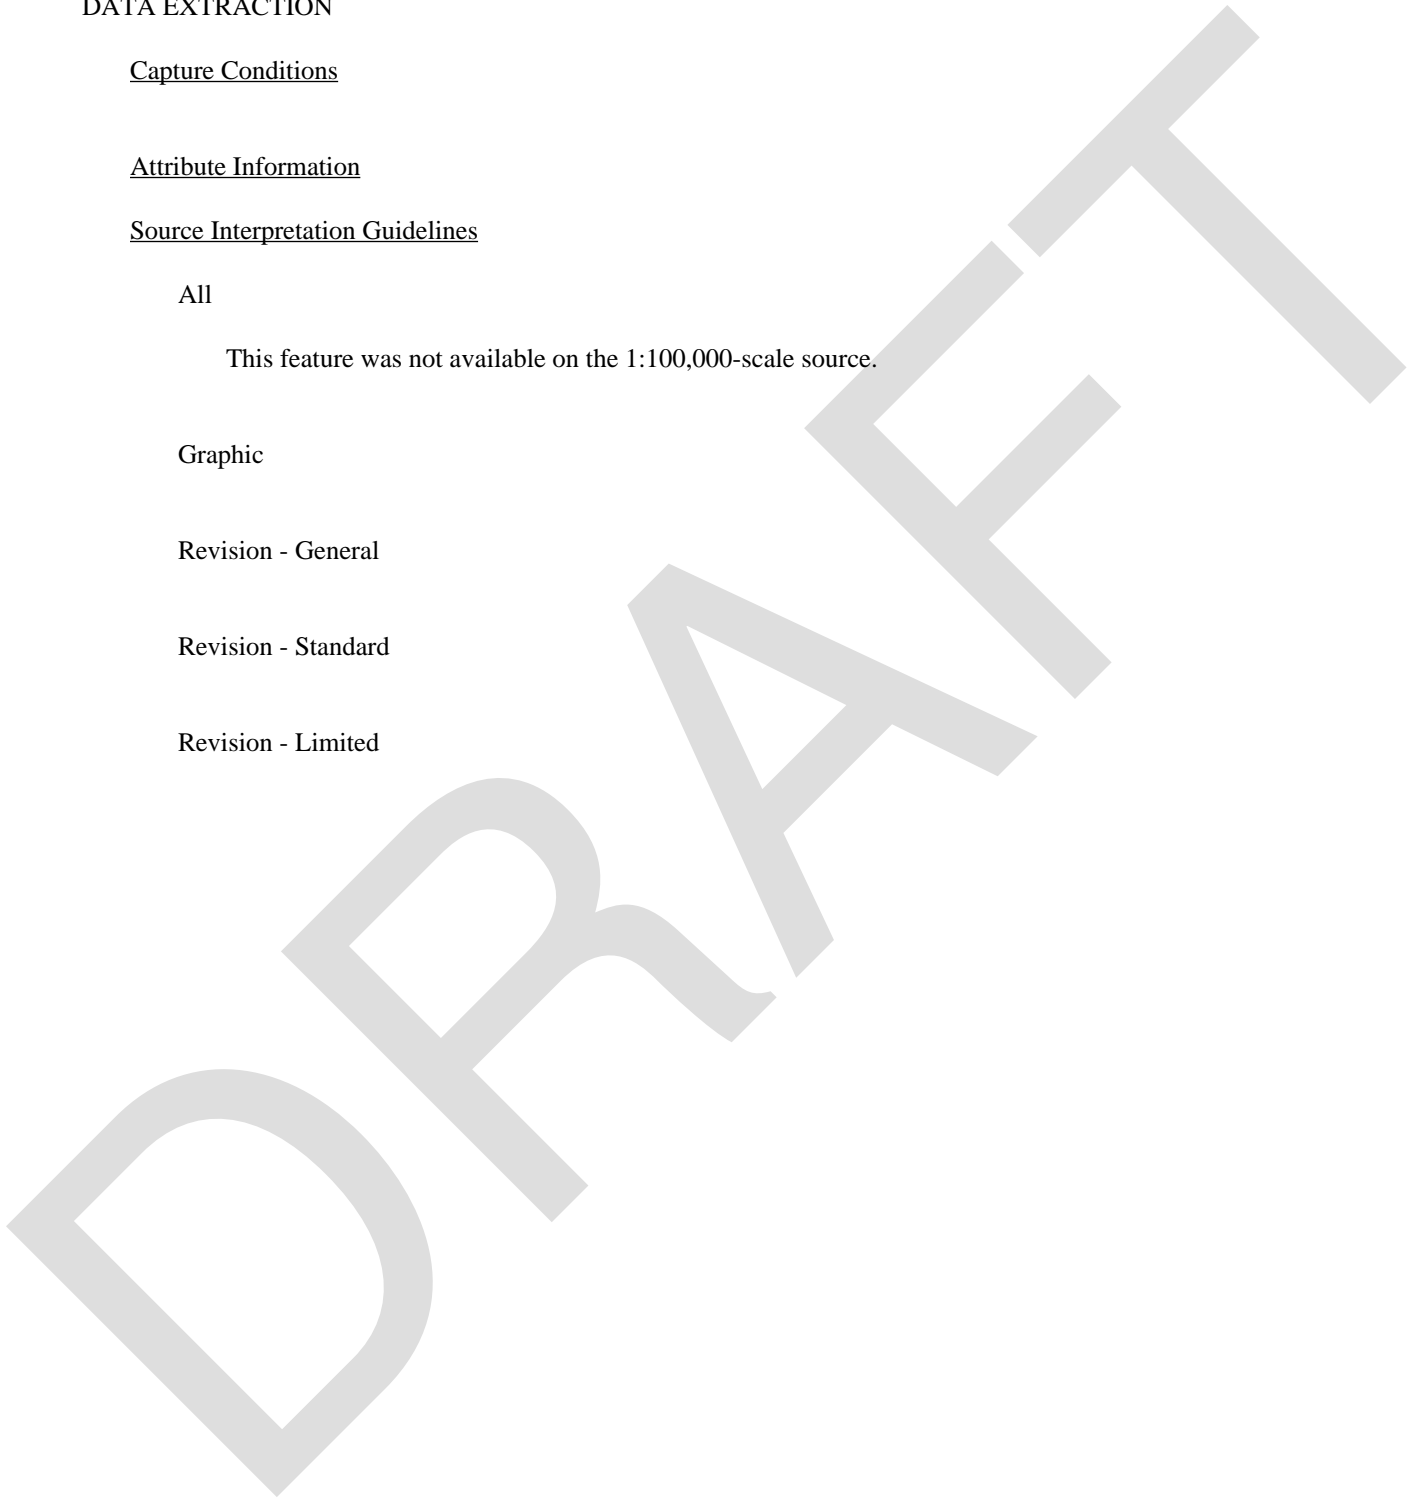 DATA EXTRACTION
Capture Conditions
Attribute Information
Source Interpretation Guidelines
All
This feature was not available on the 1:100,000-scale source.
Graphic
Revision - General
Revision - Standard
Revision - Limited
DRAFT